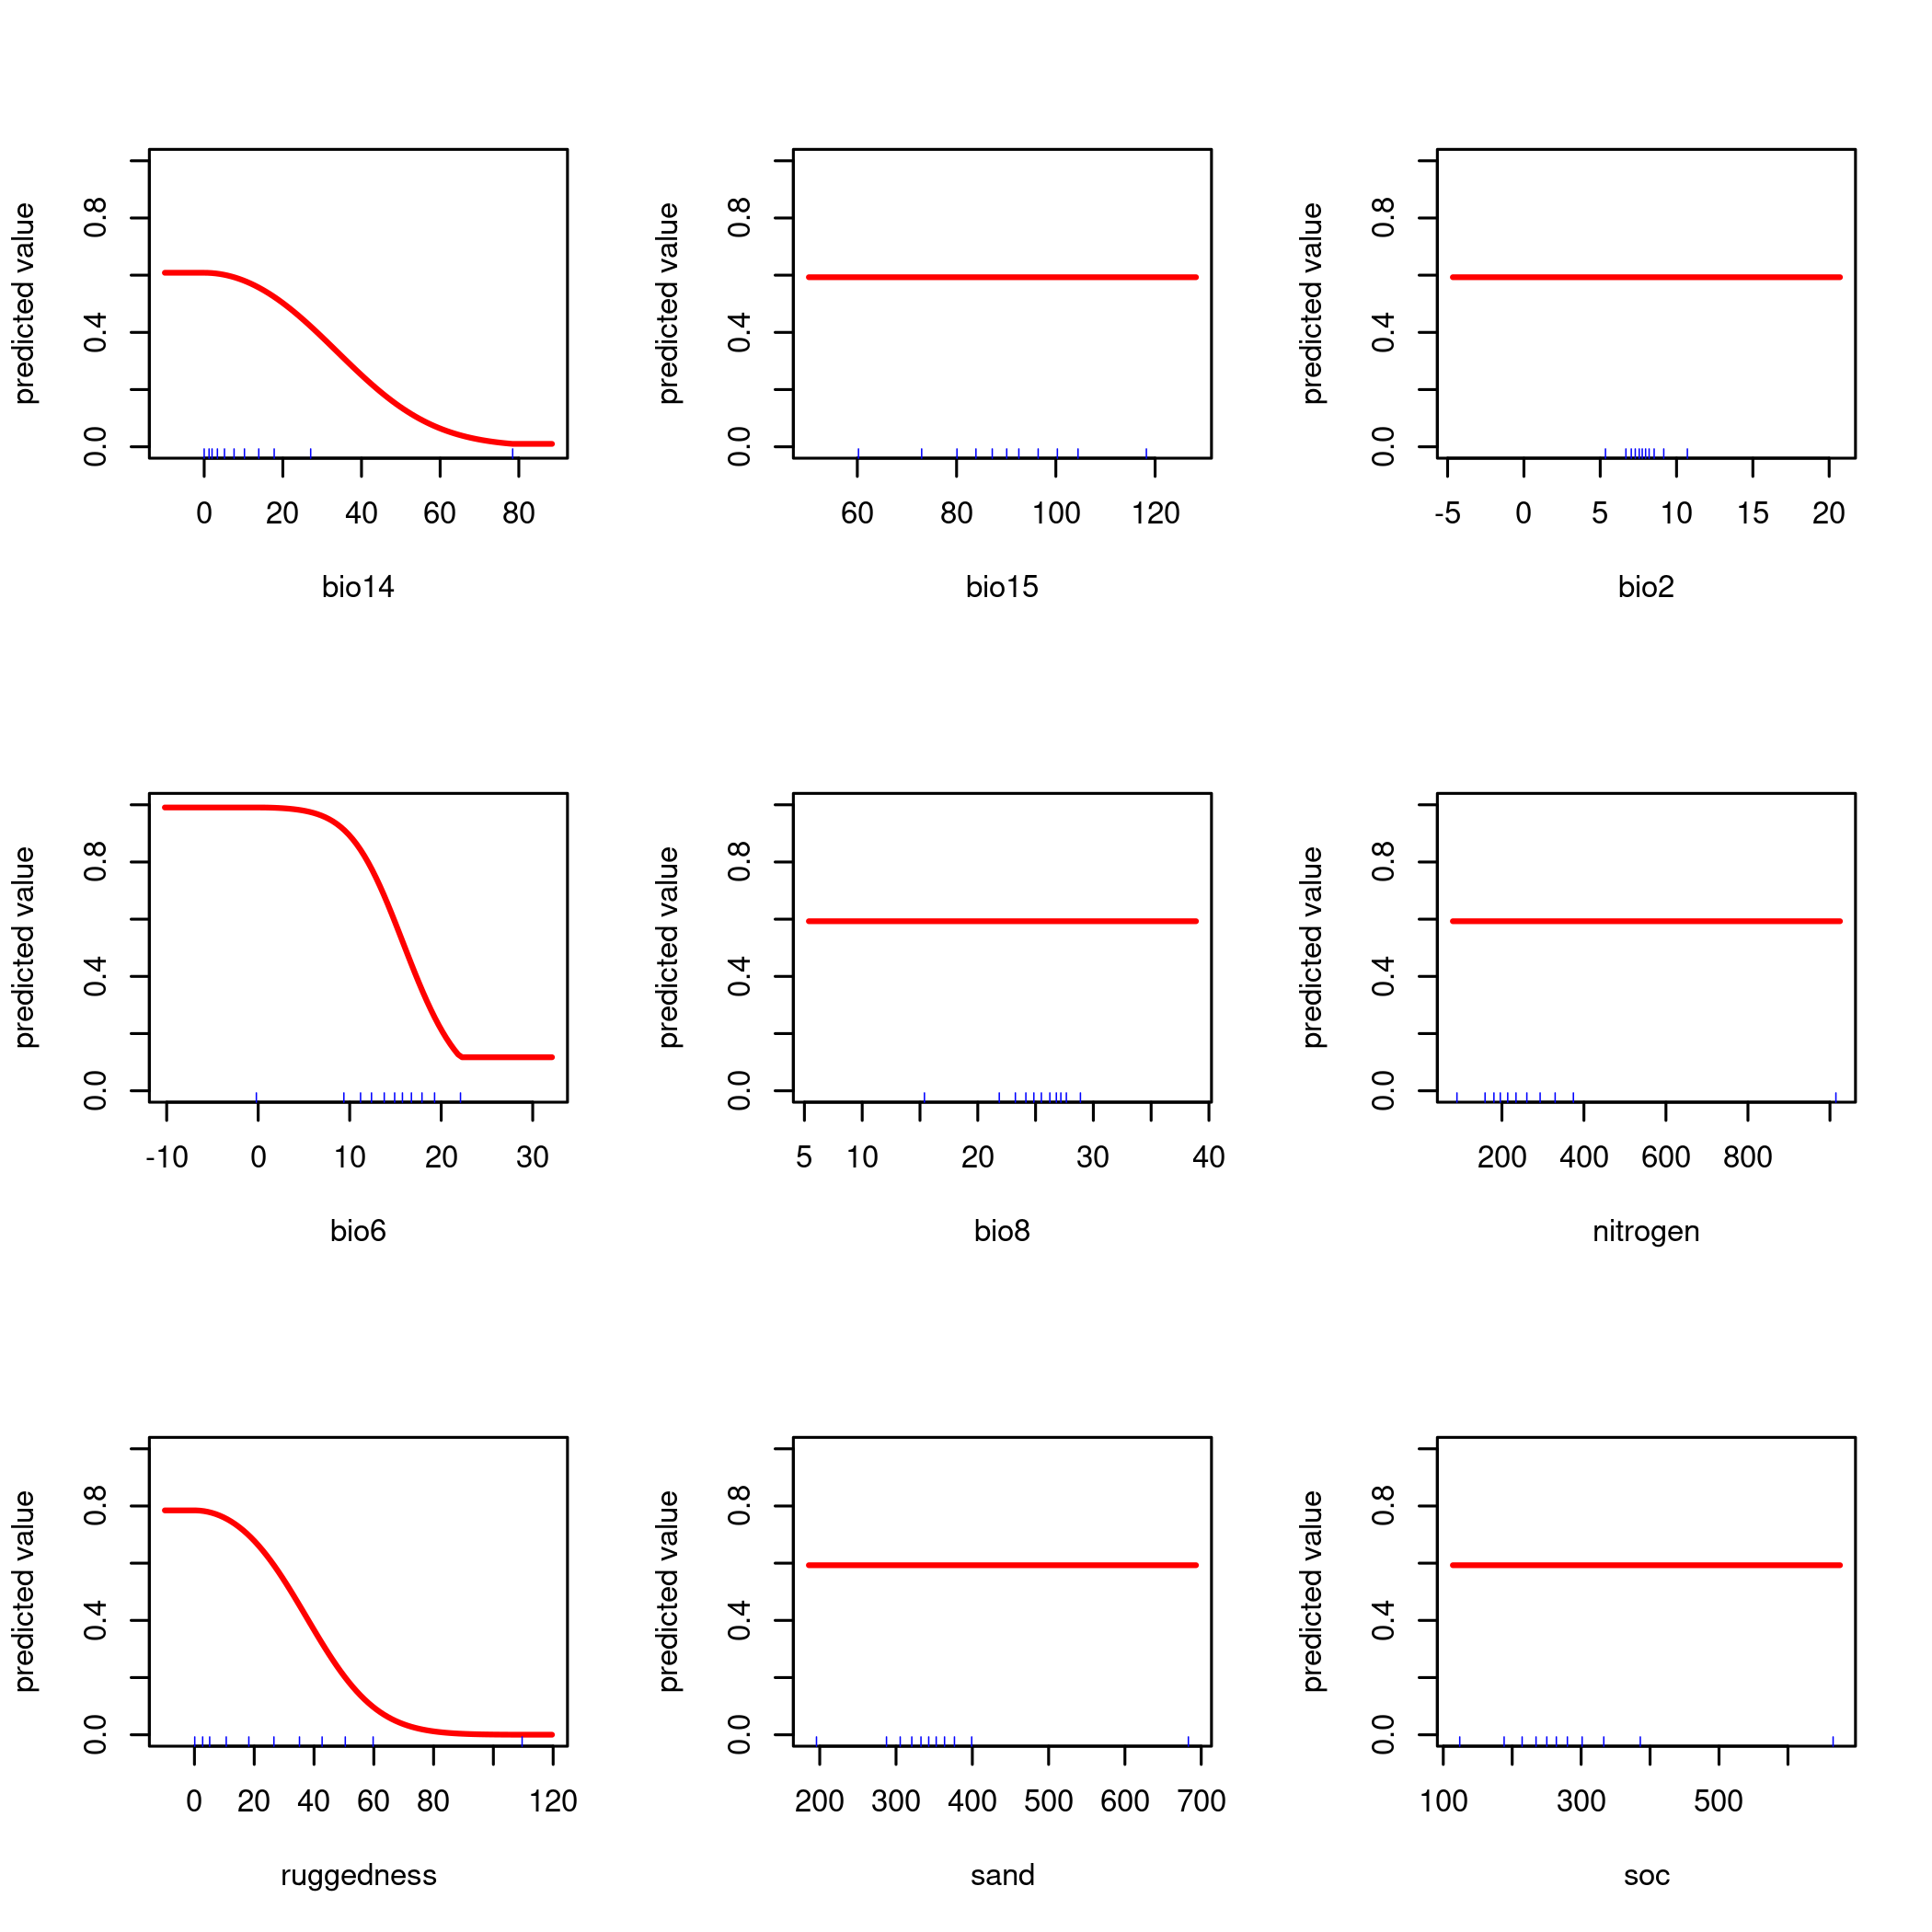 predicted value
0.0 0.4 0.8
0 20 40 60 80
bio14
predicted value
0.0 0.4 0.8
60 80 100 120
bio15
predicted value
0.0 0.4 0.8
-5 0 5 10 15 20
bio2
predicted value
0.0 0.4 0.8
-10 0 10 20 30
bio6
predicted value
0.0 0.4 0.8
5 10 20 30 40
bio8
predicted value
0.0 0.4 0.8
200 400 600 800
nitrogen
predicted value
0.0 0.4 0.8
0 20 40 60 80 120
ruggedness
predicted value
0.0 0.4 0.8
200 300 400 500 600 700
sand
predicted value
0.0 0.4 0.8
100 300 500
soc